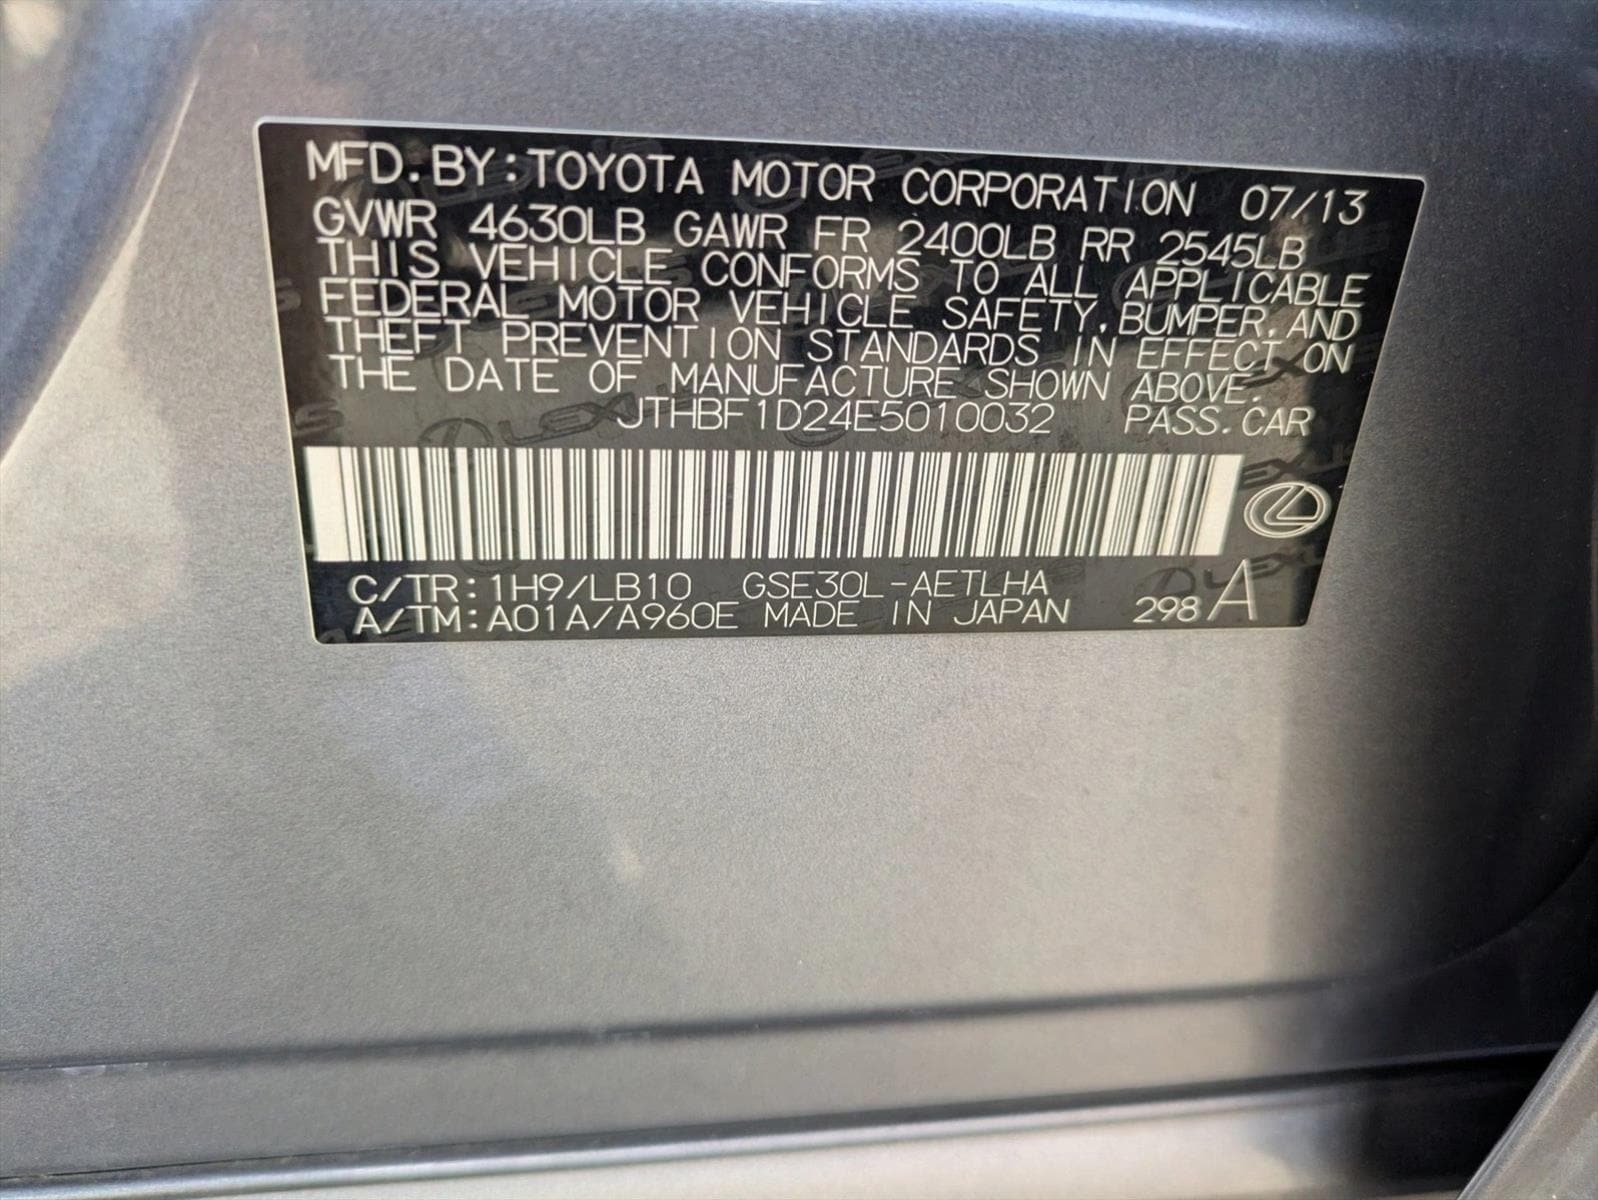 MFD. BY: TOYOTA MOTOR CORPORATION 07/13
GVWR 4630LB GAWR FR 2400LB RR 2545LB
THIS VEHICLE CONFORMS TO ALL APPLICABLE
FEDERAL MOTOR VEHICLE SAFETY, BUMPER, AND
THEFT PREVENTION STANDARDS IN EFFECT ON
THE DATE OF MANUFACTURE SHOWN ABOVE.
JTHBF1D24E5010032 PASS. CAR
C/TR: 1H9/LB10 GSE30L-AETLHA
A/TM: A01A/A960E MADE IN JAPAN 298 A